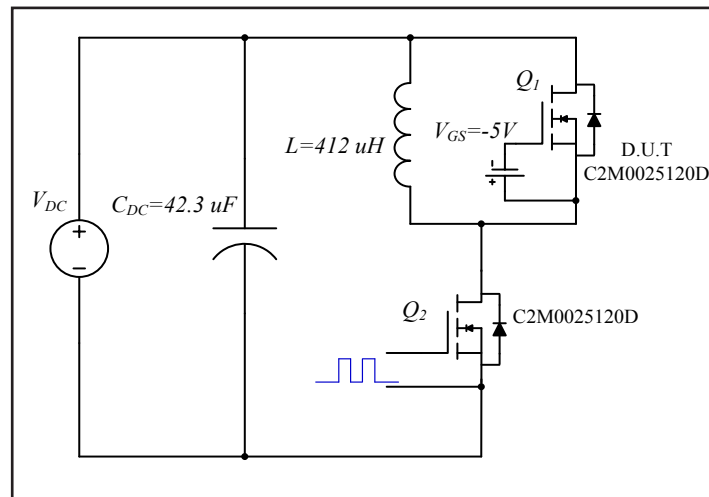 Q1
VGS=-5V
L=412 uH
D.U.T
C2M0025120D
VDC
CDC=42.3 uF
Q2
C2M0025120D